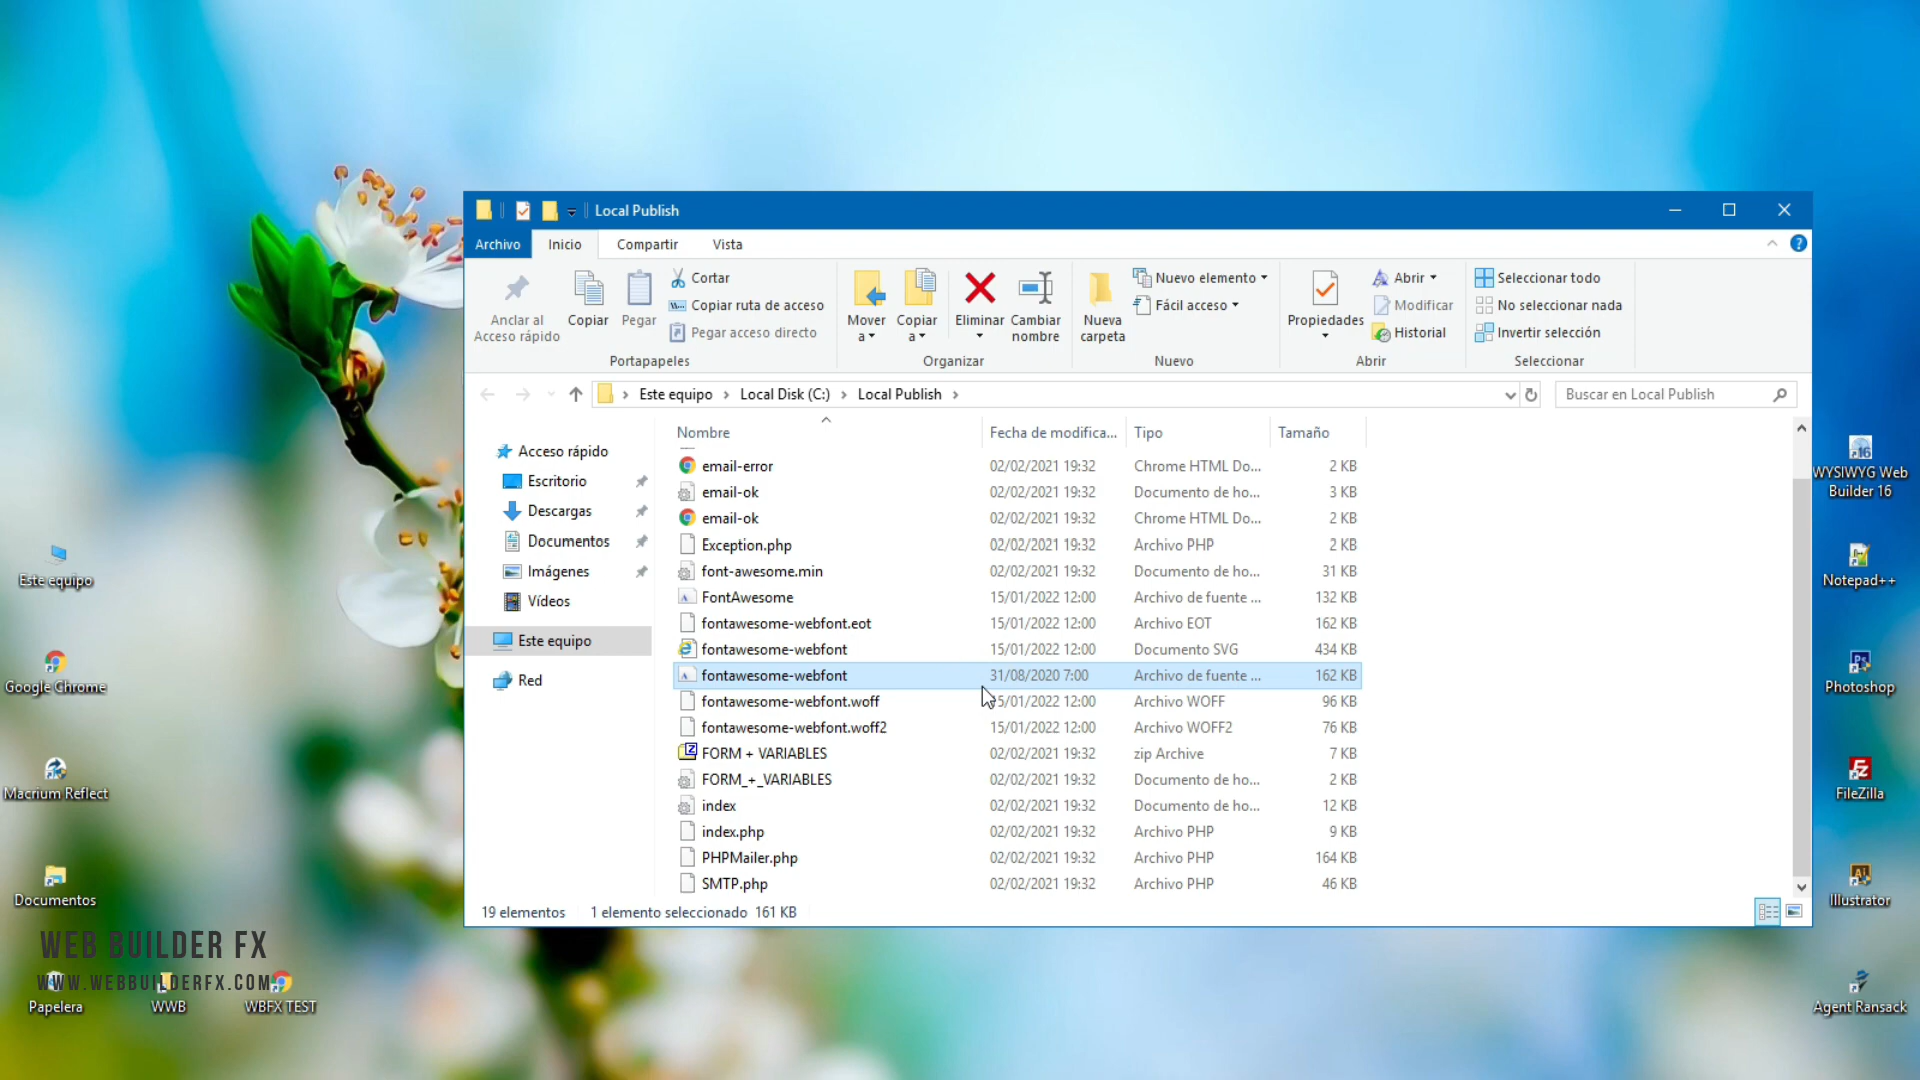 Local Publish
Archivo Inicio Compartir Vista
Anclar al
Acceso rápido
Copiar
Pegar
Cortar
Copiar ruta de acceso
Pegar acceso directo
Portapapeles
Mover
a
Copiar
a
Eliminar
Cambiar
nombre
Organizar
Nueva
carpeta
Nuevo elemento
Fácil acceso
Nuevo
Propiedades
Abrir
Modificar
Historial
Abrir
Seleccionar todo
No seleccionar nada
Invertir selección
Seleccionar
Este equipo Local Disk (C:) Local Publish
Buscar en Local Publish
Acceso rápido
Escritorio
Descargas
Documentos
Imágenes
Vídeos
Este equipo
Red
Nombre Fecha de modifica... Tipo Tamaño
email-error 02/02/2021 19:32 Chrome HTML Do... 2 KB
email-ok 02/02/2021 19:32 Documento de ho... 3 KB
email-ok 02/02/2021 19:32 Chrome HTML Do... 2 KB
Exception.php 02/02/2021 19:32 Archivo PHP 2 KB
font-awesome.min 02/02/2021 19:32 Documento de ho... 31 KB
FontAwesome 15/01/2022 12:00 Archivo de fuente ... 132 KB
fontawesome-webfont.eot 15/01/2022 12:00 Archivo EOT 162 KB
fontawesome-webfont 15/01/2022 12:00 Documento SVG 434 KB
fontawesome-webfont 31/08/2020 7:00 Archivo de fuente ... 162 KB
fontawesome-webfont.woff 15/01/2022 12:00 Archivo WOFF 96 KB
fontawesome-webfont.woff2 15/01/2022 12:00 Archivo WOFF2 76 KB
FORM + VARIABLES 02/02/2021 19:32 zip Archive 7 KB
FORM_+_VARIABLES 02/02/2021 19:32 Documento de ho... 2 KB
index 02/02/2021 19:32 Documento de ho... 12 KB
index.php 02/02/2021 19:32 Archivo PHP 9 KB
PHPMailer.php 02/02/2021 19:32 Archivo PHP 164 KB
SMTP.php 02/02/2021 19:32 Archivo PHP 46 KB
19 elementos 1 elemento seleccionado 161 KB
Este equipo
Google Chrome
Macrium Reflect
Documentos
WEB BUILDER FX
WWW.WEBBUILDERFX.COM
Papelera
WWB
WBFX TEST
WYSIWYG Web
Builder 16
Notepad++
Photoshop
FileZilla
Illustrator
Agent Ransack